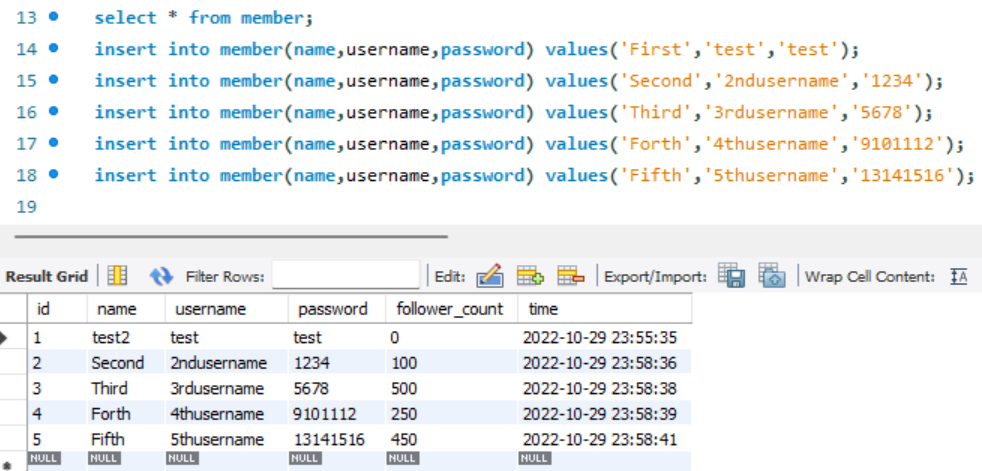 13 select * from member;
14 insert into member(name,username,password) values('First','test','test');
15 insert into member(name,username,password) values('Second','2ndusername','1234');
16 insert into member(name,username,password) values('Third','3rdusername','5678');
17 insert into member(name,username,password) values('Forth','4thusername','9101112');
18 insert into member(name,username,password) values('Fifth','5thusername','13141516');
19
Result Grid Filter Rows: Edit: Export/Import: Wrap Cell Content: IA
id name username password follower_count time
1 test2 test test 0 2022-10-29 23:55:35
2 Second 2ndusername 1234 100 2022-10-29 23:58:36
3 Third 3rdusername 5678 500 2022-10-29 23:58:38
4 Forth 4thusername 9101112 250 2022-10-29 23:58:39
5 Fifth 5thusername 13141516 450 2022-10-29 23:58:41
NULL NULL NULL NULL NULL NULL